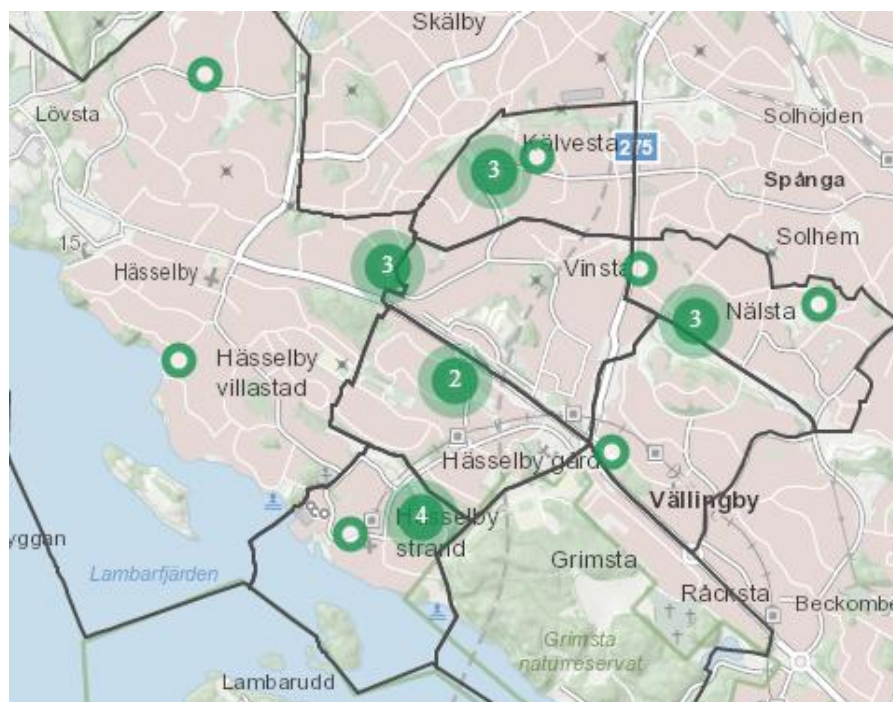 Skälby
Lövsta
Solhöjden
Kälvesta
275
3
Spånga
Solhem
15
Hässelby
3
Vinsta
Nälsta
3
Hässelby
villastad
2
Hässelby gård
Vällingby
4
Hässelby
strand
yggan
Grimsta
Lambarfjärden
Råcksta
Beckombe
Grimsta
naturreservat
Lambarudd